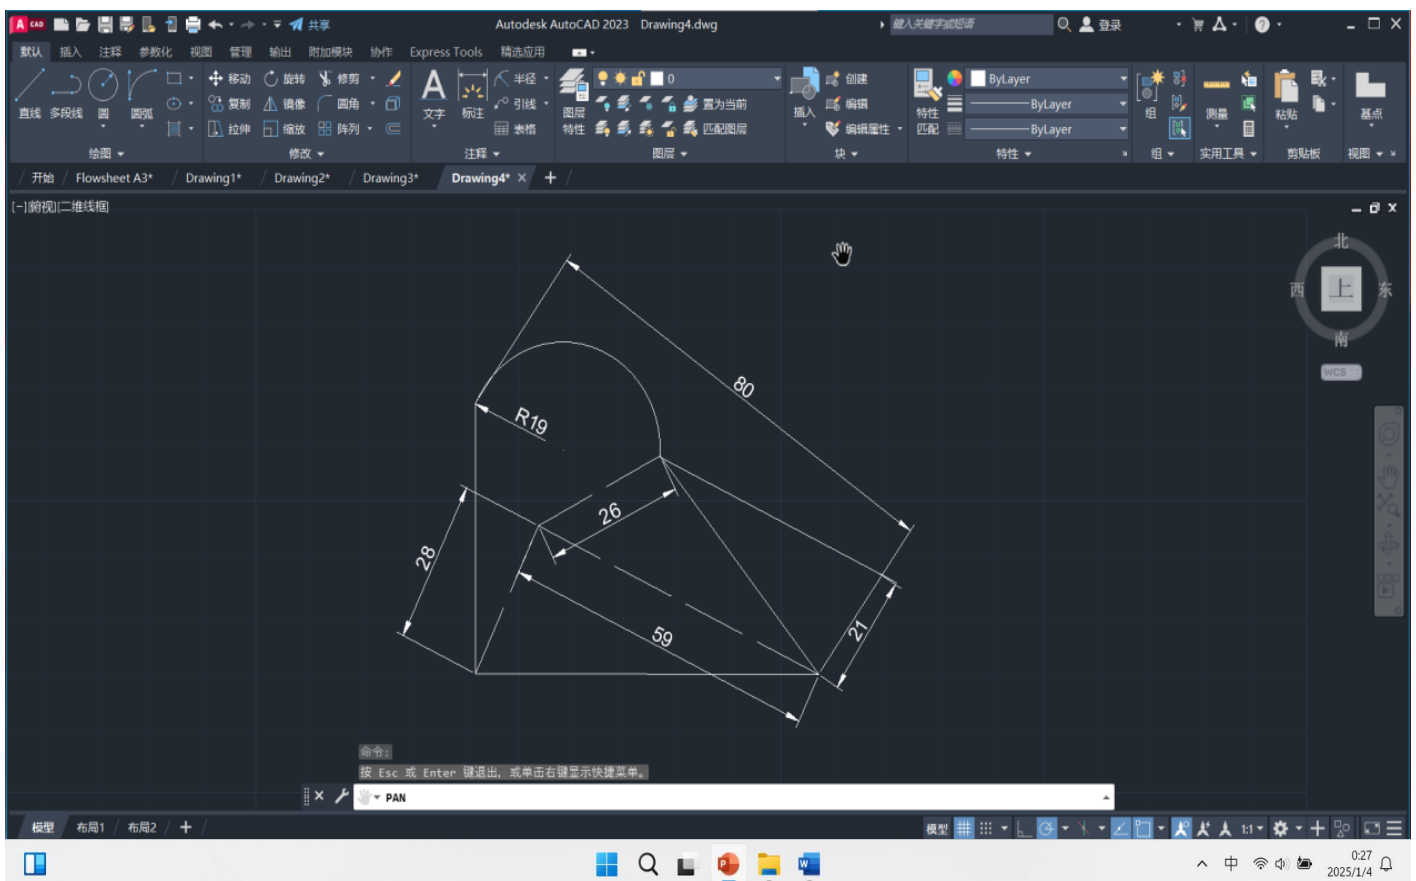 A CAD 共享 Autodesk AutoCAD 2023 Drawing4.dwg 键入关键字或短语 登录
默认 插入 注释 参数化 视图 管理 输出 附加模块 协作 Express Tools 精选应用
移动 旋转 修剪 半径 0 创建 ByLayer
直线 多段线 圆 圆弧 复制 镜像 圆角 文字 标注 引线 图层 置为当前 插入 编辑 特性 ByLayer 组 测量 粘贴 基点
拉伸 缩放 阵列 表格 特性 匹配图层 编辑属性 匹配 ByLayer
绘图 修改 注释 图层 块 特性 组 实用工具 剪贴板 视图
开始 Flowsheet A3* Drawing1* Drawing2* Drawing3* Drawing4*
[-][俯视][二维线框]
北
西 上 东
南
WCS
80
R19
26
28
59
21
命令:
按 Esc 或 Enter 键退出，或单击右键显示快捷菜单。
PAN
模型 布局1 布局2 模型 1:1
中 0:27
2025/1/4